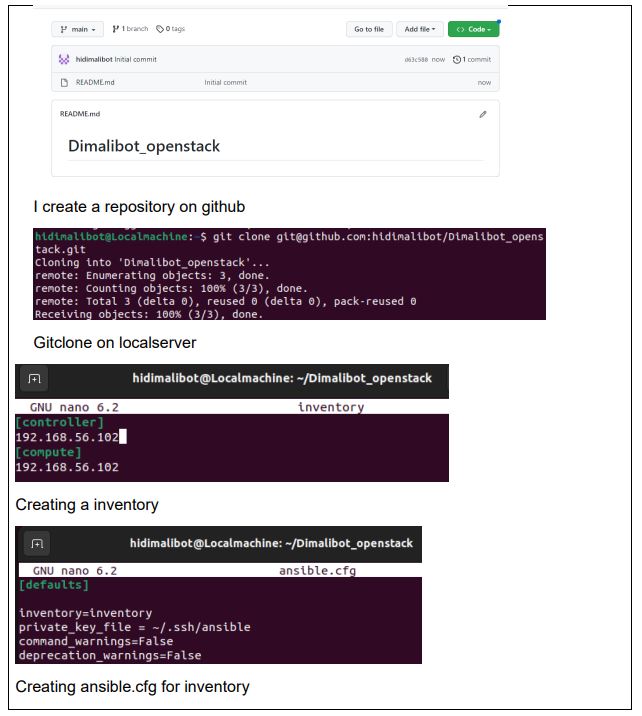 main
1 branch
0 tags
Go to file
Add file
Code
hidimalibot Initial commit
d63c588 now
1 commit
README.md
Initial commit
now
README.md
Dimalibot_openstack
I create a repository on github
hidimalibot@Localmachine:~$ git clone git@github.com:hidimalibot/Dimalibot_opens
tack.git
Cloning into 'Dimalibot_openstack'...
remote: Enumerating objects: 3, done.
remote: Counting objects: 100% (3/3), done.
remote: Total 3 (delta 0), reused 0 (delta 0), pack-reused 0
Receiving objects: 100% (3/3), done.
Gitclone on localserver
hidimalibot@Localmachine: ~/Dimalibot_openstack
GNU nano 6.2 inventory
[controller]
192.168.56.102
[compute]
192.168.56.102
Creating a inventory
hidimalibot@Localmachine: ~/Dimalibot_openstack
GNU nano 6.2 ansible.cfg
[defaults]
inventory=inventory
private_key_file = ~/.ssh/ansible
command_warnings=False
deprecation_warnings=False
Creating ansible.cfg for inventory